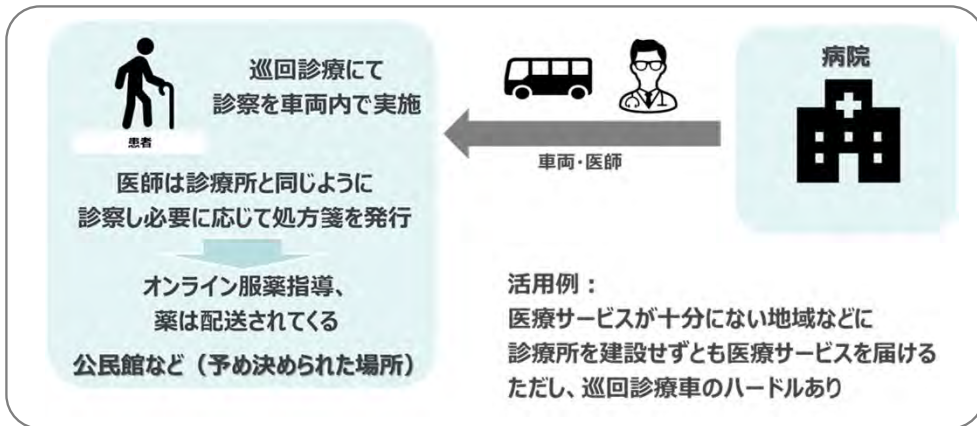 巡回診療にて
診察を車両内で実施
患者
医師は診療所と同じように
診察し必要に応じて処方箋を発行
オンライン服薬指導、
薬は配送されてくる
公民館など（予め決められた場所）
車両・医師
病院
活用例：
医療サービスが十分にない地域などに
診療所を建設せずとも医療サービスを届ける
ただし、巡回診療車のハードルあり